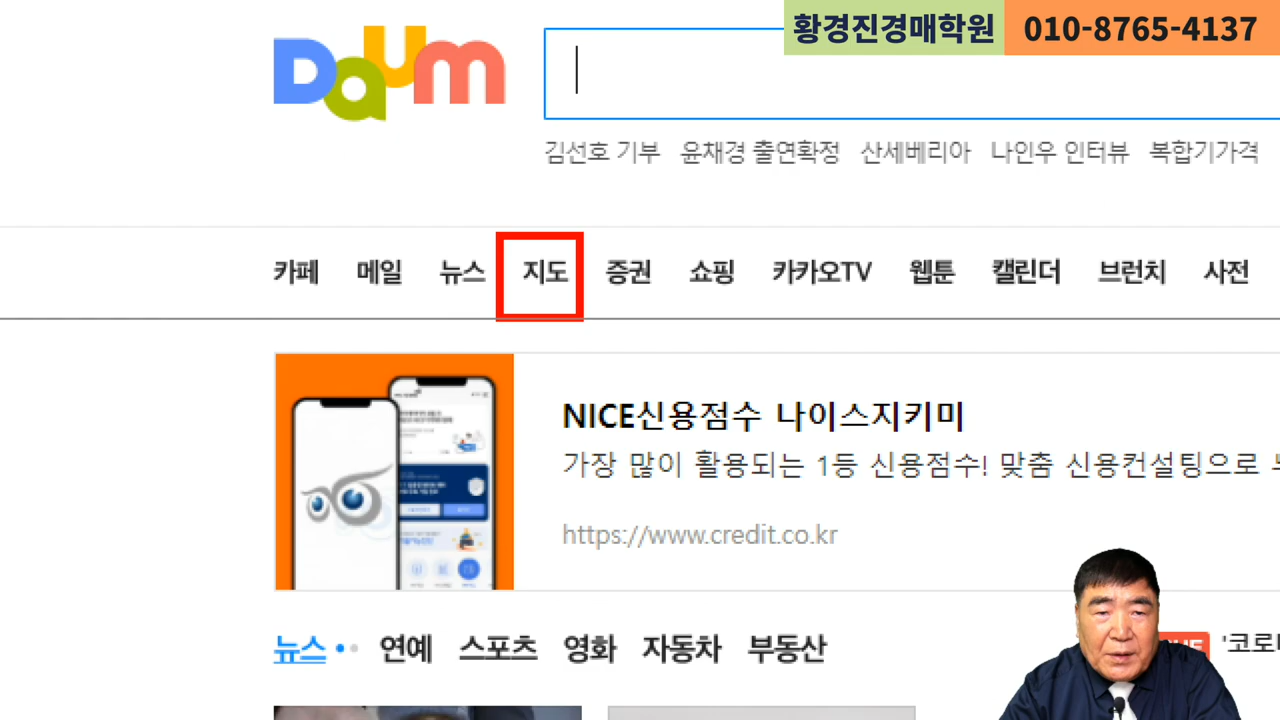 황경진경매학원 010-8765-4137
Daum
김선호 기부 윤채경 출연확정 산세베리아 나인우 인터뷰 복합기가격
카페 메일 뉴스 지도 증권 쇼핑 카카오TV 웹툰 캘린더 브런치 사전
NICE신용점수 나이스지키미
가장 많이 활용되는 1등 신용점수! 맞춤 신용컨설팅으로
https://www.credit.co.kr
뉴스 연예 스포츠 영화 자동차 부동산
'코로